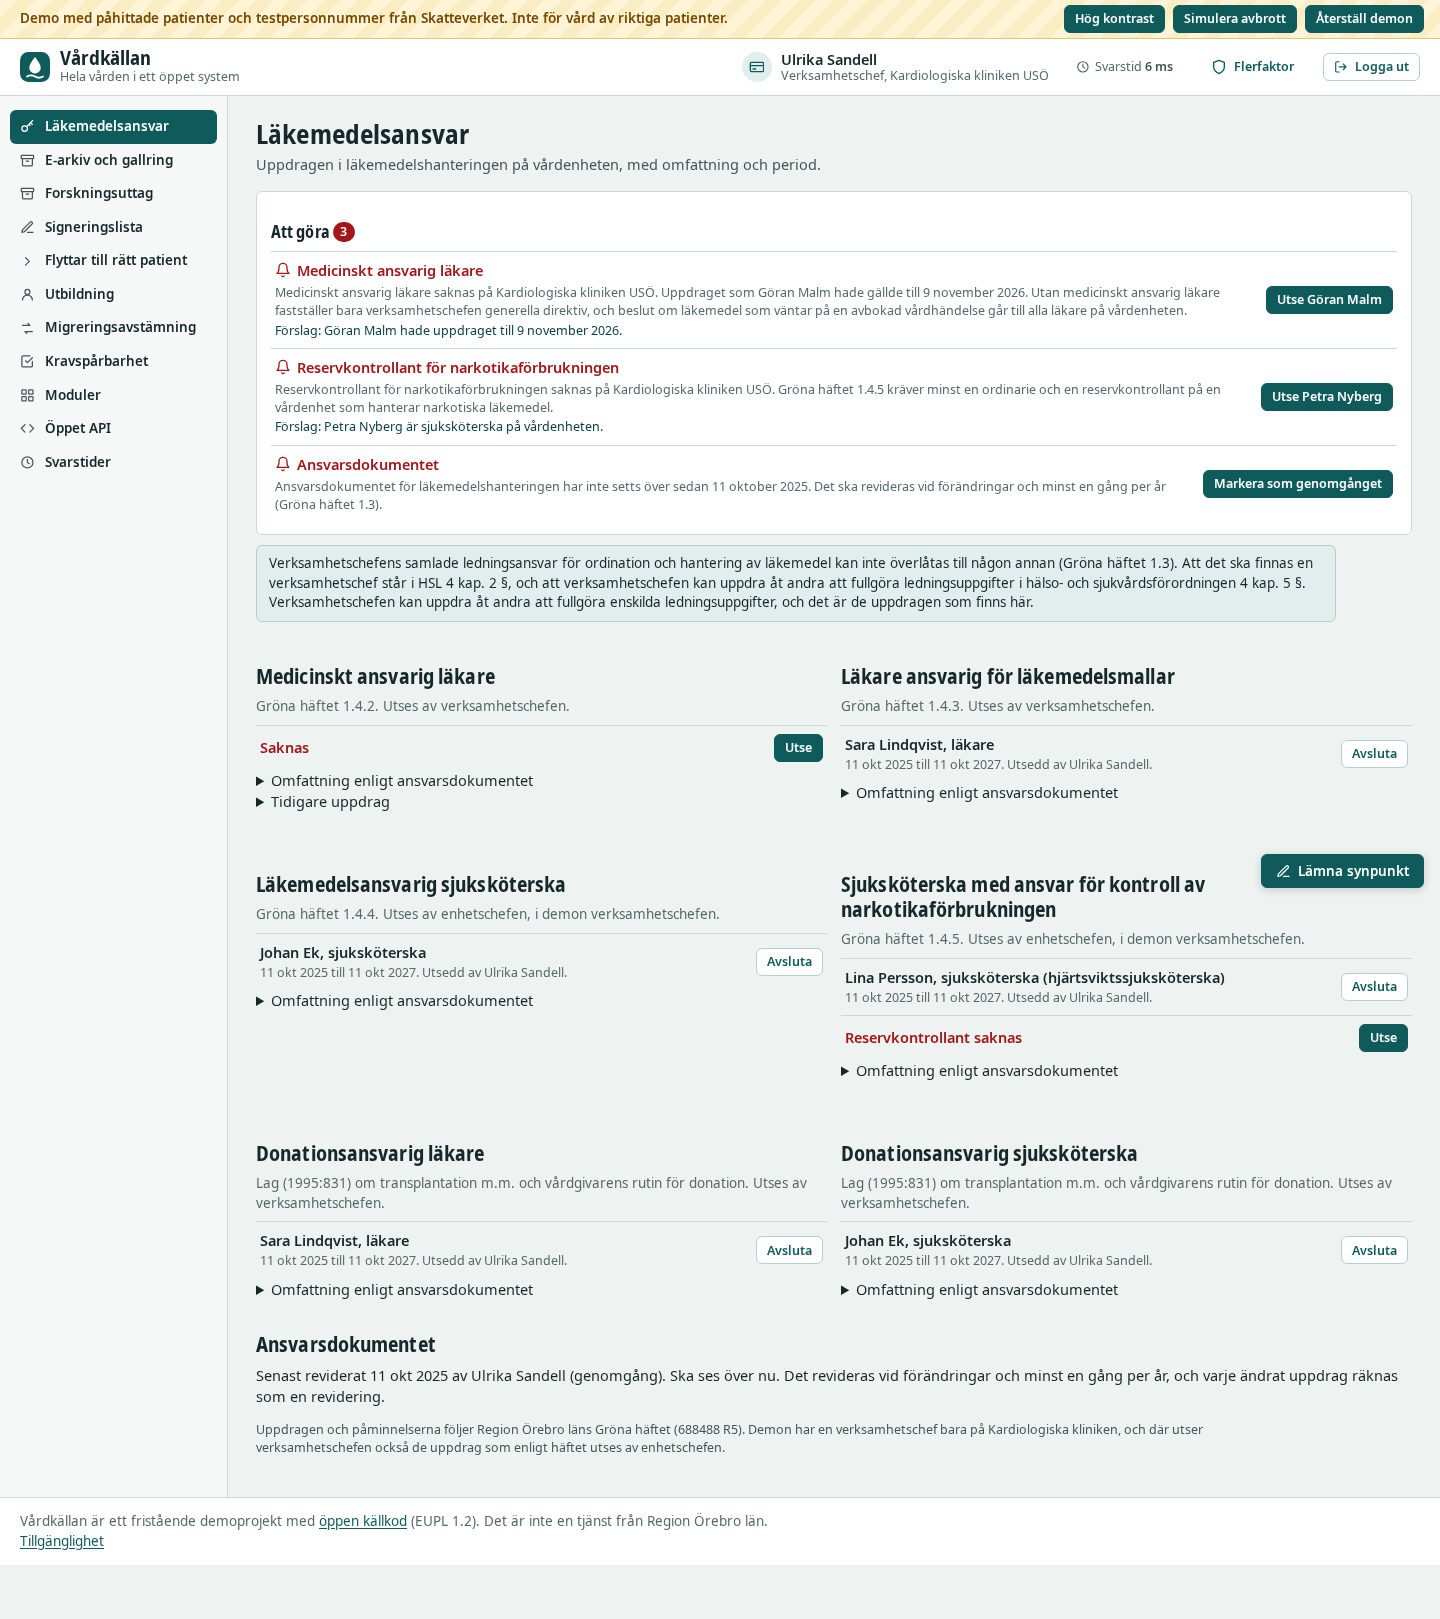 Demo med påhittade patienter och testpersonnummer från Skatteverket. Inte för vård av riktiga patienter.
Hög kontrast
Simulera avbrott
Återställ demon
Vårdkällan
Hela vården i ett öppet system
Ulrika Sandell
Verksamhetschef, Kardiologiska kliniken USÖ
Svarstid 6 ms
Flerfaktor
Logga ut
Läkemedelsansvar
E-arkiv och gallring
Forskningsuttag
Signeringslista
Flyttar till rätt patient
Utbildning
Migreringsavstämning
Kravspårbarhet
Moduler
Öppet API
Svarstider
Läkemedelsansvar
Uppdragen i läkemedelshanteringen på vårdenheten, med omfattning och period.
Att göra 3
Medicinskt ansvarig läkare
Medicinskt ansvarig läkare saknas på Kardiologiska kliniken USÖ. Uppdraget som Göran Malm hade gällde till 9 november 2026. Utan medicinskt ansvarig läkare
fastställer bara verksamhetschefen generella direktiv, och beslut om läkemedel som väntar på en avbokad vårdhändelse går till alla läkare på vårdenheten.
Förslag: Göran Malm hade uppdraget till 9 november 2026.
Utse Göran Malm
Reservkontrollant för narkotikaförbrukningen
Reservkontrollant för narkotikaförbrukningen saknas på Kardiologiska kliniken USÖ. Gröna häftet 1.4.5 kräver minst en ordinarie och en reservkontrollant på en
vårdenhet som hanterar narkotiska läkemedel.
Förslag: Petra Nyberg är sjuksköterska på vårdenheten.
Utse Petra Nyberg
Ansvarsdokumentet
Ansvarsdokumentet för läkemedelshanteringen har inte setts över sedan 11 oktober 2025. Det ska revideras vid förändringar och minst en gång per år
(Gröna häftet 1.3).
Markera som genomgånget
Verksamhetschefens samlade ledningsansvar för ordination och hantering av läkemedel kan inte överlåtas till någon annan (Gröna häftet 1.3). Att det ska finnas en
verksamhetschef står i HSL 4 kap. 2 §, och att verksamhetschefen kan uppdra åt andra att fullgöra ledningsuppgifter i hälso- och sjukvårdsförordningen 4 kap. 5 §.
Verksamhetschefen kan uppdra åt andra att fullgöra enskilda ledningsuppgifter, och det är de uppdragen som finns här.
Medicinskt ansvarig läkare
Gröna häftet 1.4.2. Utses av verksamhetschefen.
Saknas
Utse
Omfattning enligt ansvarsdokumentet
Tidigare uppdrag
Läkare ansvarig för läkemedelsmallar
Gröna häftet 1.4.3. Utses av verksamhetschefen.
Sara Lindqvist, läkare
11 okt 2025 till 11 okt 2027. Utsedd av Ulrika Sandell.
Avsluta
Omfattning enligt ansvarsdokumentet
Lämna synpunkt
Läkemedelsansvarig sjuksköterska
Gröna häftet 1.4.4. Utses av enhetschefen, i demon verksamhetschefen.
Johan Ek, sjuksköterska
11 okt 2025 till 11 okt 2027. Utsedd av Ulrika Sandell.
Avsluta
Omfattning enligt ansvarsdokumentet
Sjuksköterska med ansvar för kontroll av
narkotikaförbrukningen
Gröna häftet 1.4.5. Utses av enhetschefen, i demon verksamhetschefen.
Lina Persson, sjuksköterska (hjärtsviktssjuksköterska)
11 okt 2025 till 11 okt 2027. Utsedd av Ulrika Sandell.
Avsluta
Reservkontrollant saknas
Utse
Omfattning enligt ansvarsdokumentet
Donationsansvarig läkare
Lag (1995:831) om transplantation m.m. och vårdgivarens rutin för donation. Utses av
verksamhetschefen.
Sara Lindqvist, läkare
11 okt 2025 till 11 okt 2027. Utsedd av Ulrika Sandell.
Avsluta
Omfattning enligt ansvarsdokumentet
Donationsansvarig sjuksköterska
Lag (1995:831) om transplantation m.m. och vårdgivarens rutin för donation. Utses av
verksamhetschefen.
Johan Ek, sjuksköterska
11 okt 2025 till 11 okt 2027. Utsedd av Ulrika Sandell.
Avsluta
Omfattning enligt ansvarsdokumentet
Ansvarsdokumentet
Senast reviderat 11 okt 2025 av Ulrika Sandell (genomgång). Ska ses över nu. Det revideras vid förändringar och minst en gång per år, och varje ändrat uppdrag räknas
som en revidering.
Uppdragen och påminnelserna följer Region Örebro läns Gröna häftet (688488 R5). Demon har en verksamhetschef bara på Kardiologiska kliniken, och där utser
verksamhetschefen också de uppdrag som enligt häftet utses av enhetschefen.
Vårdkällan är ett fristående demoprojekt med öppen källkod (EUPL 1.2). Det är inte en tjänst från Region Örebro län.
Tillgänglighet